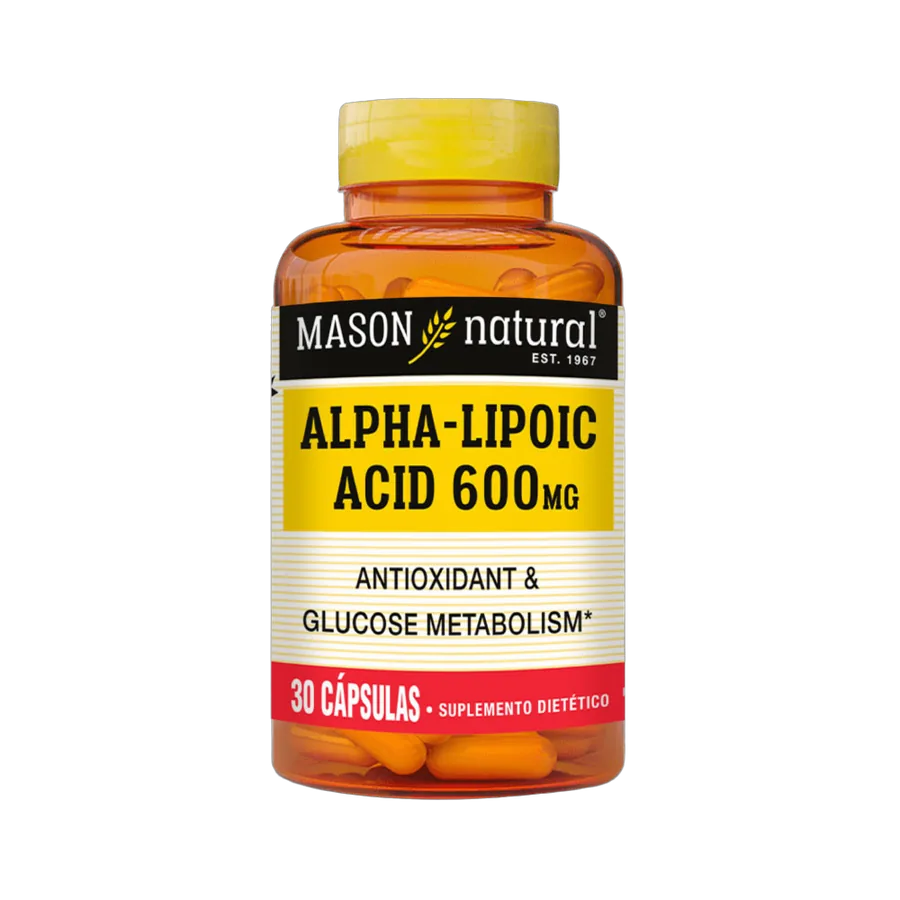 MASON natural®
EST. 1967
ALPHA-LIPOIC
ACID 600MG
ANTIOXIDANT &
GLUCOSE METABOLISM*
30 CÁPSULAS • SUPLEMENTO DIETÉTICO